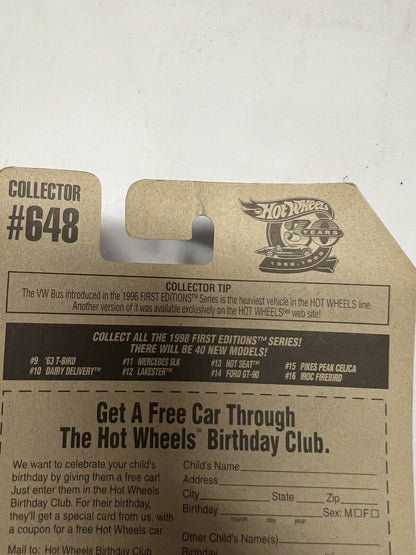 COLLECTOR
#648
HOT WHEELS
30
YEARS
1968-1998
COLLECTOR TIP
The VW Bus introduced in the 1996 FIRST EDITIONS™ Series is the heaviest vehicle in the HOT WHEELS line.
Another version of it was available exclusively on the HOT WHEELS℠ web site!
COLLECT ALL THE 1998 FIRST EDITIONS™ SERIES!
THERE WILL BE 40 NEW MODELS!
#9 '63 T-BIRD #11 MERCEDES SLK #13 HOT SEAT™ #15 PIKES PEAK CELICA
#10 DAIRY DELIVERY™ #12 LAKESTER™ #14 FORD GT-90 #16 IROC FIREBIRD
Get A Free Car Through
The Hot Wheels® Birthday Club.
We want to celebrate your child's
birthday by giving them a free car!
Just enter them in the Hot Wheels
Birthday Club. For their birthday,
they'll get a special card from us, with
a coupon for a free Hot Wheels car.
Mail to: Hot Wheels Birthday Club
Child's Name
Address
City State Zip
Birthday Sex: M F
month day year
Other Child's Name(s)
Birthday